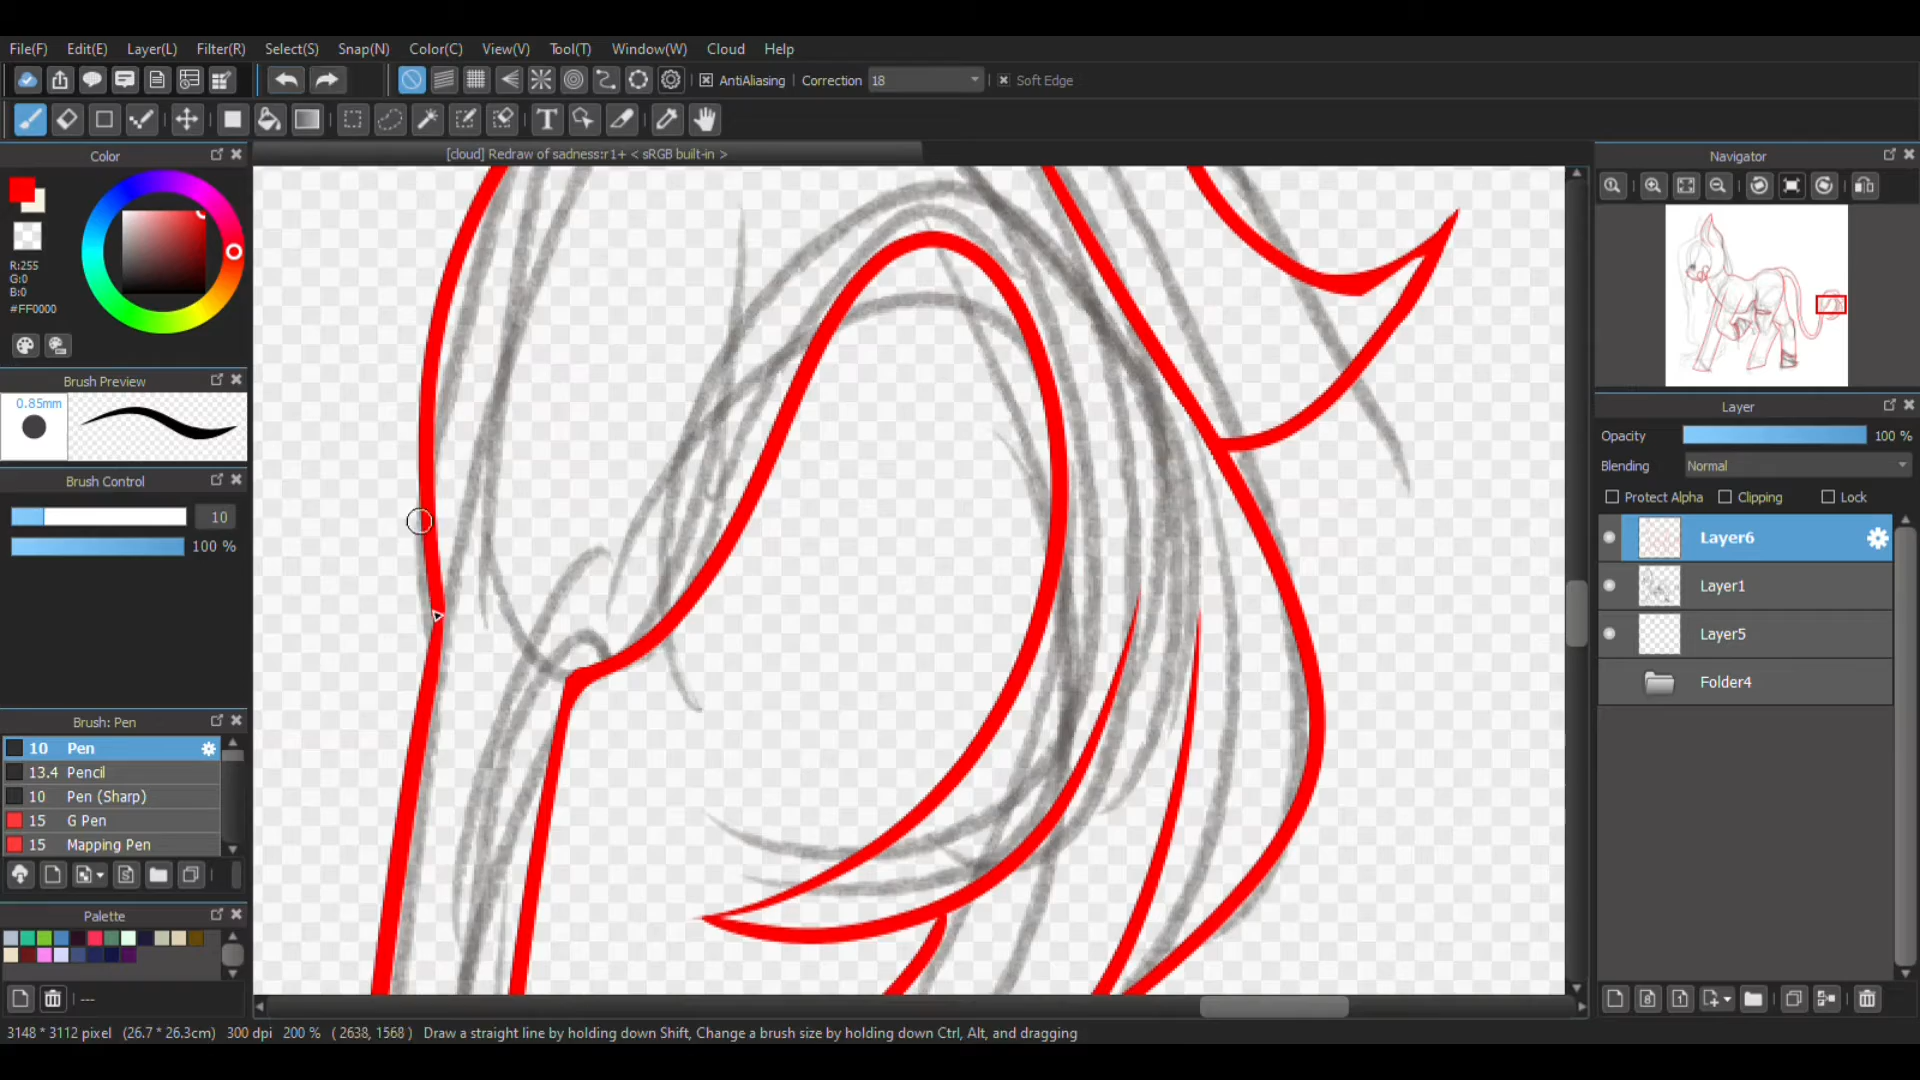 File(F) Edit(E) Layer(L) Filter(R) Select(S) Snap(N) Color(C) View(V) Tool(T) Window(W) Cloud Help
AntiAliasing Correction 18 Soft Edge
T
Color
[cloud] Redraw of sadness:r1+ < sRGB built-in >
Navigator
R:255
G:0
B:0
#FF0000
Brush Preview
0.85mm
Layer
Opacity 100 %
Blending Normal
Brush Control
Protect Alpha Clipping Lock
10
100 %
Layer6
Layer1
Layer5
Folder4
Brush: Pen
10 Pen
13.4 Pencil
10 Pen (Sharp)
15 G Pen
15 Mapping Pen
Palette
---
3148 * 3112 pixel (26.7 * 26.3cm) 300 dpi 200 % ( 2638, 1568 ) Draw a straight line by holding down Shift, Change a brush size by holding down Ctrl, Alt, and dragging